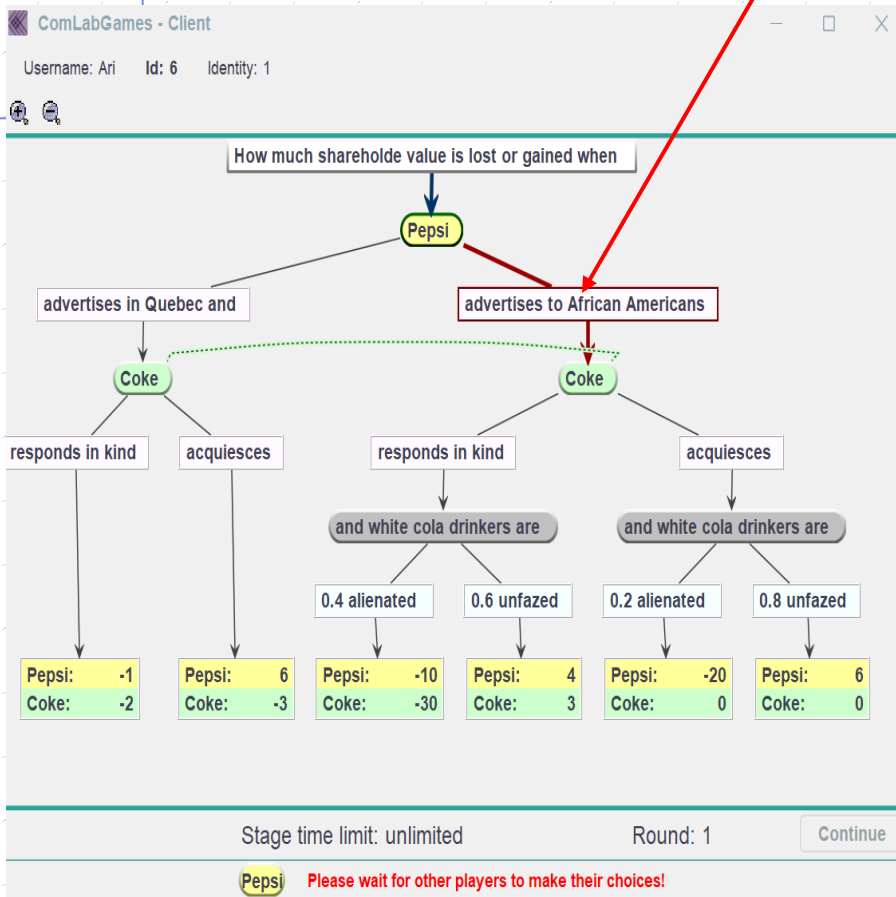 ComLabGames - Client
Username: Ari Id: 6 Identity: 1
How much shareholde value is lost or gained when
Pepsi
advertises in Quebec and advertises to African Americans
Coke Coke
responds in kind acquiesces responds in kind acquiesces
and white cola drinkers are and white cola drinkers are
0.4 alienated 0.6 unfazed 0.2 alienated 0.8 unfazed
Pepsi: -1 Pepsi: 6 Pepsi: -10 Pepsi: 4 Pepsi: -20 Pepsi: 6
Coke: -2 Coke: -3 Coke: -30 Coke: 3 Coke: 0 Coke: 0
Stage time limit: unlimited Round: 1 Continue
Pepsi Please wait for other players to make their choices!